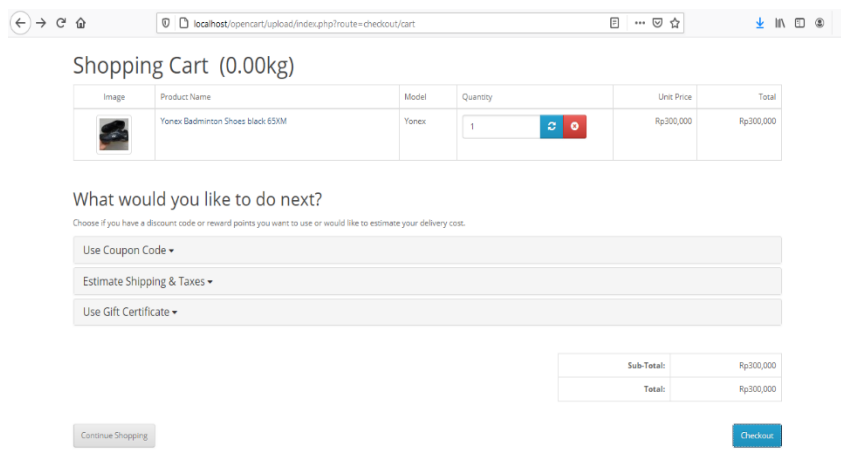 localhost/opencart/upload/index.php?route=checkout/cart
Shopping Cart (0.00kg)
Image Product Name Model Quantity Unit Price Total
Yonex Badminton Shoes black 65XM Yonex 1 Rp300,000 Rp300,000
What would you like to do next?
Choose if you have a discount code or reward points you want to use or would like to estimate your delivery cost.
Use Coupon Code
Estimate Shipping & Taxes
Use Gift Certificate
Sub-Total: Rp300,000
Total: Rp300,000
Continue Shopping Checkout